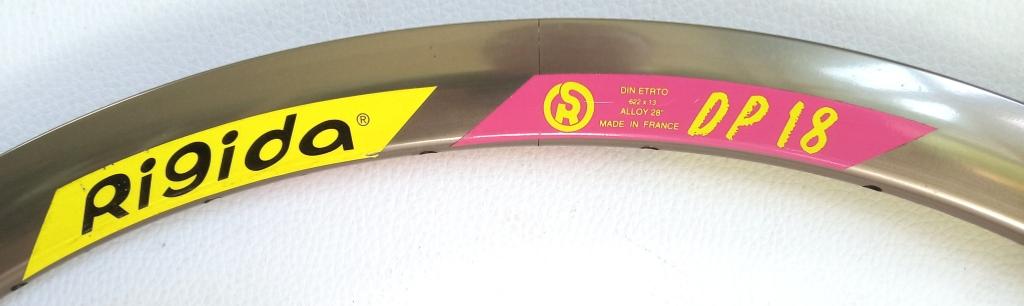 Rigida®
DIN ETRTO
622 x 13
ALLOY 28"
MADE IN FRANCE
DP 18